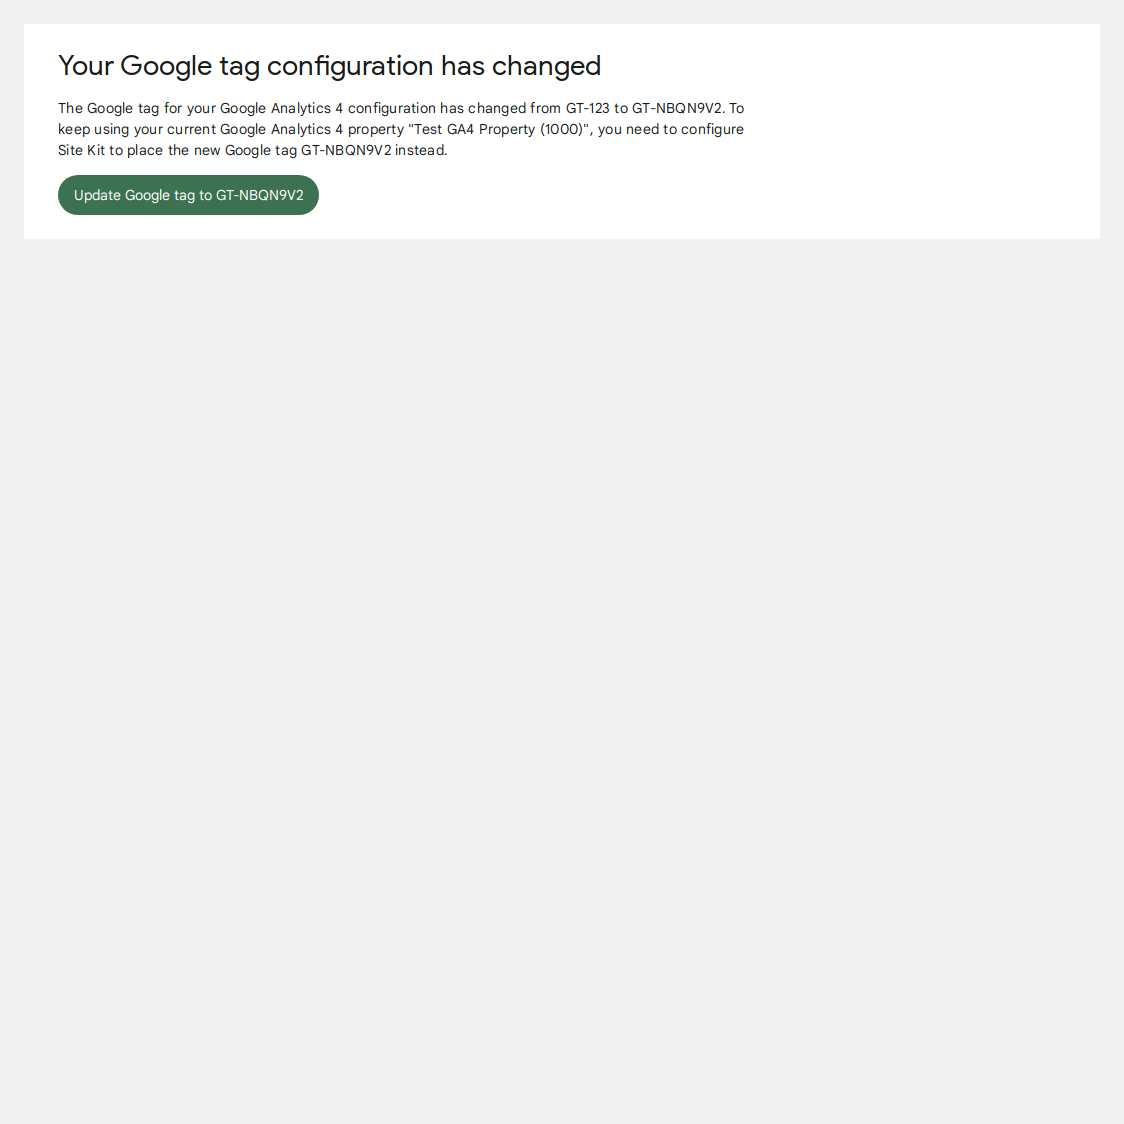 Your Google tag configuration has changed
The Google tag for your Google Analytics 4 configuration has changed from GT-123 to GT-NBQN9V2. To
keep using your current Google Analytics 4 property "Test GA4 Property (1000)", you need to configure
Site Kit to place the new Google tag GT-NBQN9V2 instead.
Update Google tag to GT-NBQN9V2